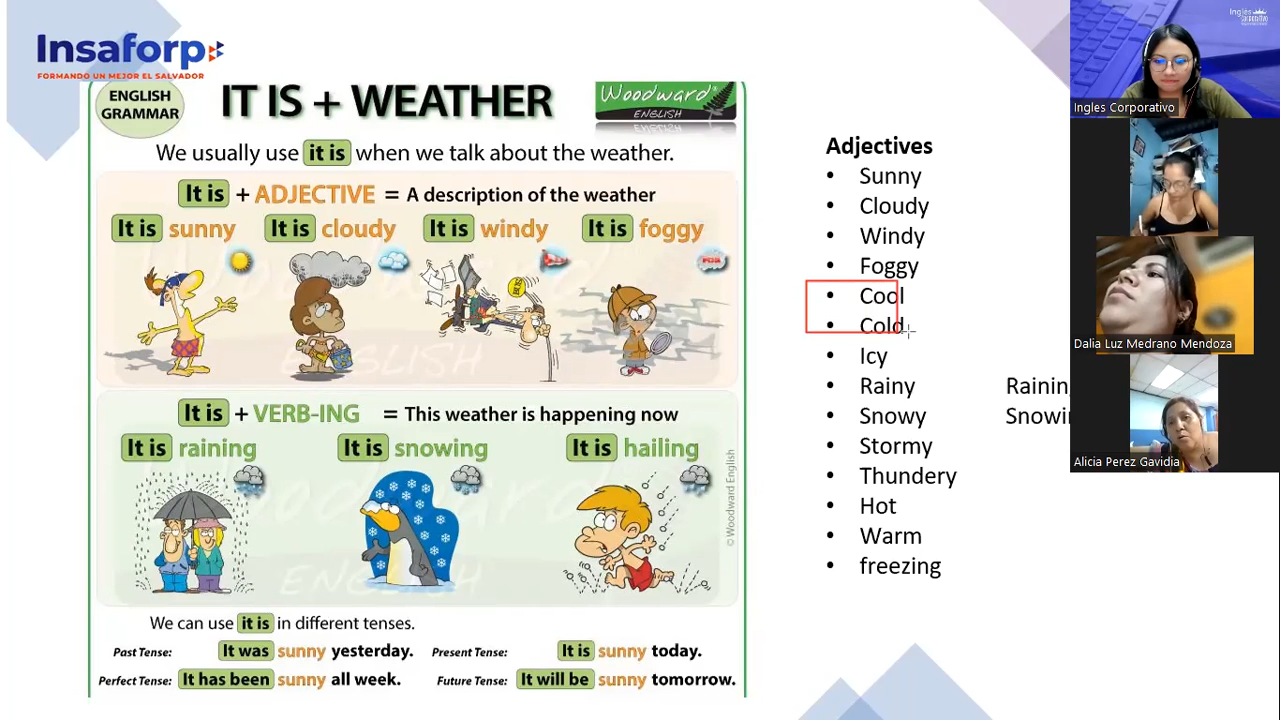 Insaforp
FORMANDO UN MEJOR EL SALVADOR
ENGLISH
GRAMMAR
IT IS + WEATHER
Woodward
ENGLISH
We usually use it is when we talk about the weather.
It is + ADJECTIVE = A description of the weather
It is sunny It is cloudy It is windy It is foggy
It is + VERB-ING = This weather is happening now
It is raining It is snowing It is hailing
© Woodward English
We can use it is in different tenses.
Past Tense: It was sunny yesterday. Present Tense: It is sunny today.
Perfect Tense: It has been sunny all week. Future Tense: It will be sunny tomorrow.
Adjectives
• Sunny
• Cloudy
• Windy
• Foggy
• Cool
• Cold
• Icy
• Rainy Rainin
• Snowy Snowin
• Stormy
• Thundery
• Hot
• Warm
• freezing
Ingles Corporativo
Dalia Luz Medrano Mendoza
Alicia Perez Gavidia